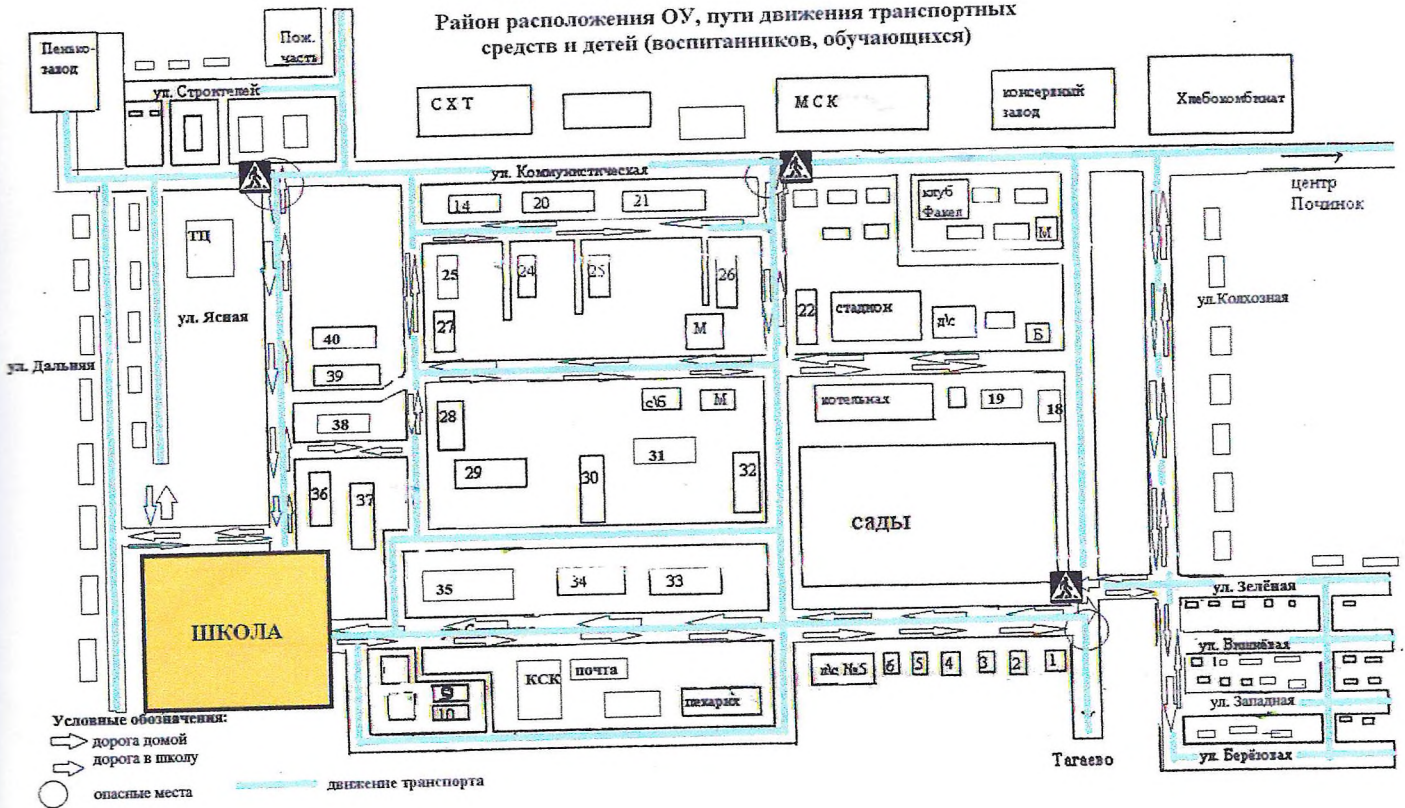 Район расположения ОУ, пути движения транспортных
средств и детей (воспитанников, обучающихся)
Пенько-
завод
Пож.
часть
ул. Строителей
С Х Т
М С К
консервный
завод
Хлебокомбинат
ул. Коммунистическая
центр
Починок
14
20
21
клуб
Факел
М
ТЦ
25
24
25
26
22
стадион
д\с
Б
ул.Колхозная
ул. Ясная
27
М
40
ул. Дальняя
39
38
28
с\б
М
котельная
19
18
29
30
31
32
36
37
сады
35
34
33
ул. Зелёная
ШКОЛА
ул. Вишнёвая
КСК
почта
д\с №5
6
5
4
3
2
1
9
10
пекарня
ул. Западная
ул. Берёзовая
Тагаево
Условные обозначения:
дорога домой
дорога в школу
опасные места
движение транспорта